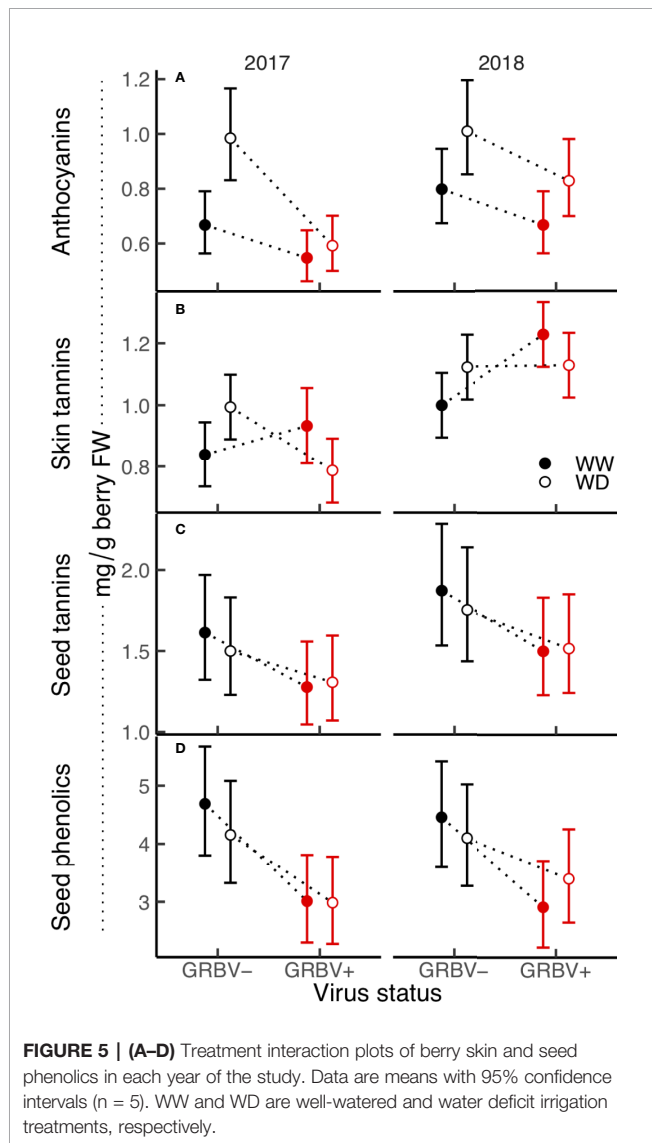 2017 2018
A
1.2
1.0
0.8
0.6
Anthocyanins
B
1.2
1.0
0.8
Skin tannins
WW
WD
mg/g berry FW
C
2.0
1.5
1.0
Seed tannins
D
5
4
3
Seed phenolics
GRBV− GRBV+ GRBV− GRBV+
Virus status
FIGURE 5 | (A–D) Treatment interaction plots of berry skin and seed
phenolics in each year of the study. Data are means with 95% confidence
intervals (n = 5). WW and WD are well-watered and water deficit irrigation
treatments, respectively.